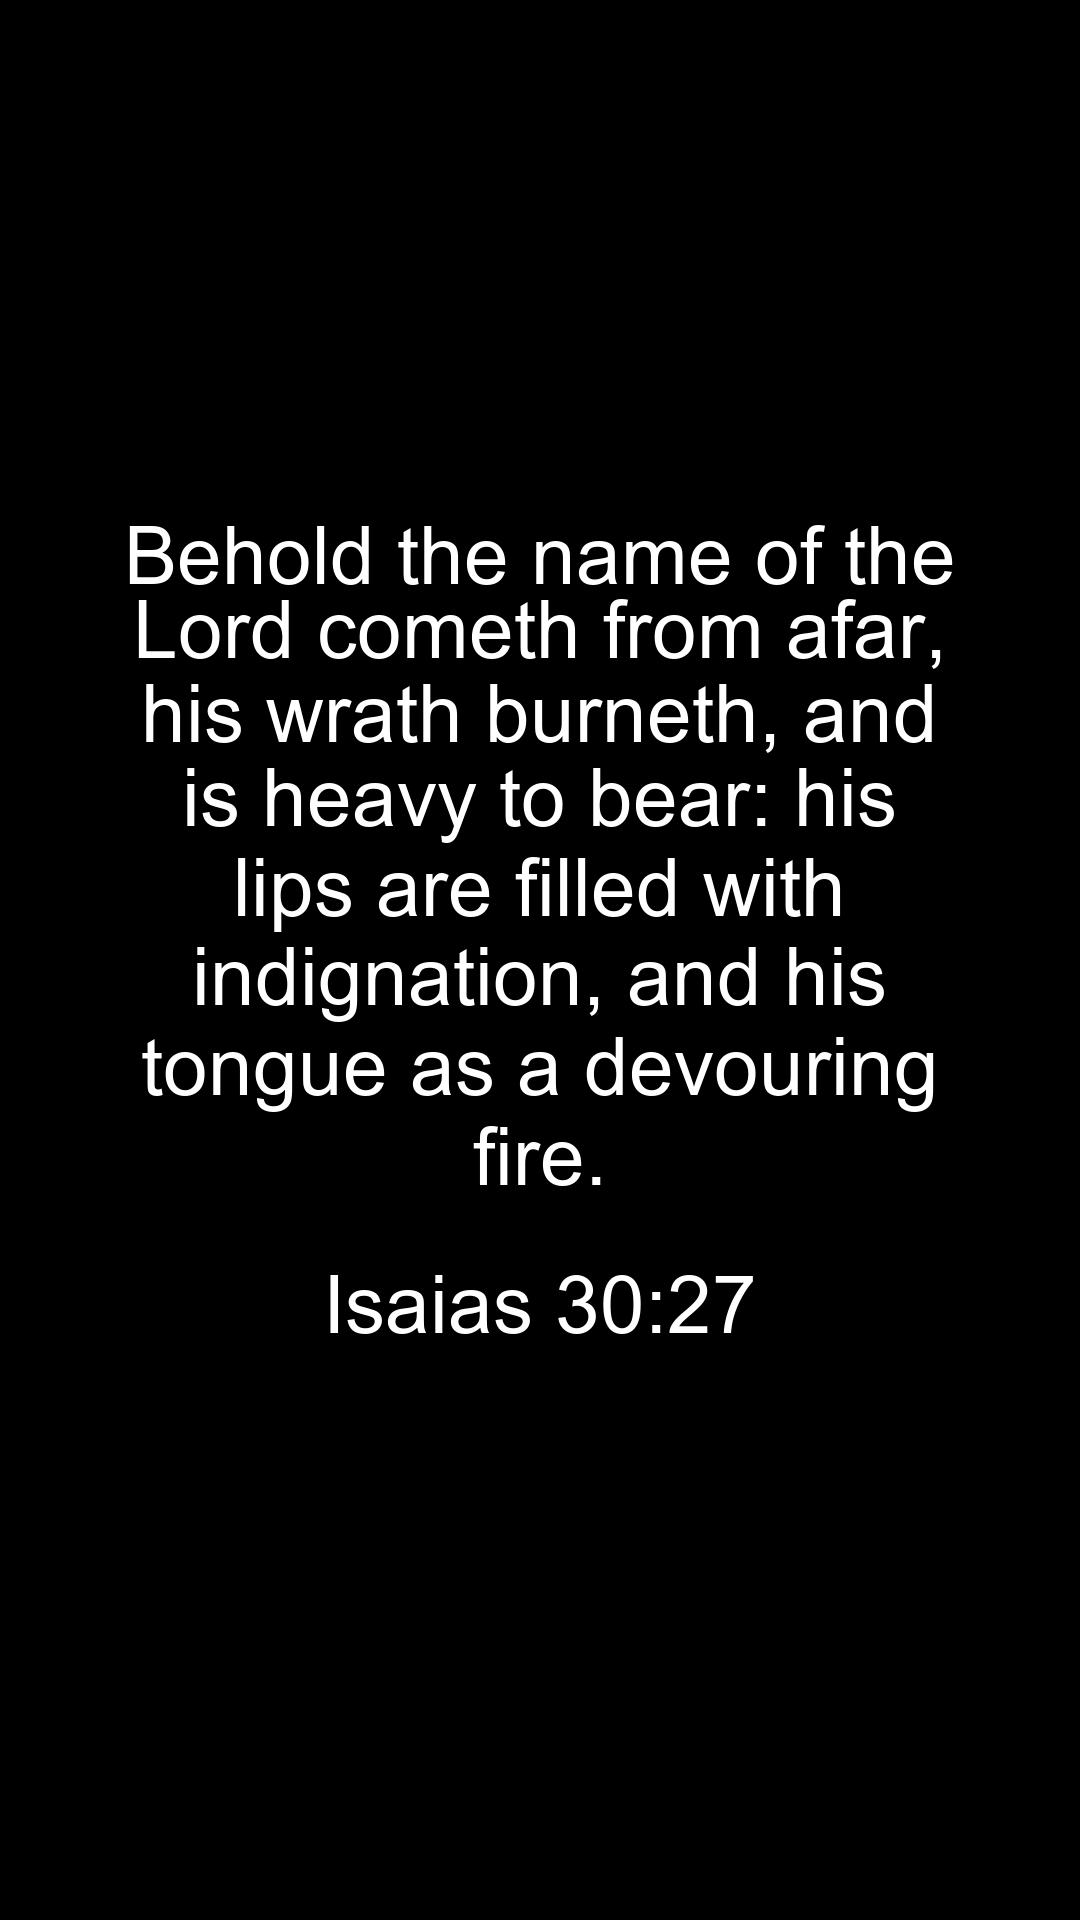 Behold the name of the
Lord cometh from afar,
his wrath burneth, and
is heavy to bear: his
lips are filled with
indignation, and his
tongue as a devouring
fire.
Isaias 30:27